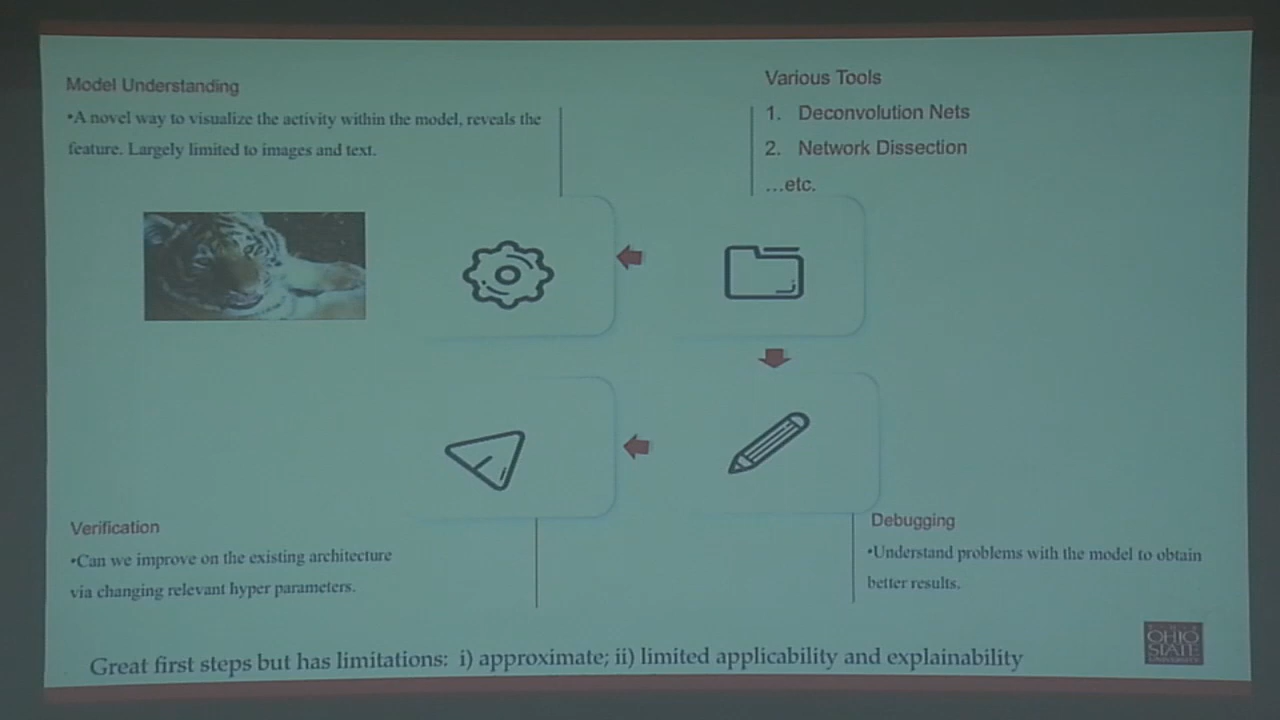 Model Understanding
•A novel way to visualize the activity within the model, reveals the
feature. Largely limited to images and text.
Various Tools
1. Deconvolution Nets
2. Network Dissection
...etc.
Verification
•Can we improve on the existing architecture
via changing relevant hyper parameters.
Debugging
•Understand problems with the model to obtain
better results.
Great first steps but has limitations: i) approximate; ii) limited applicability and explainability
THE
OHIO
STATE
UNIVERSITY